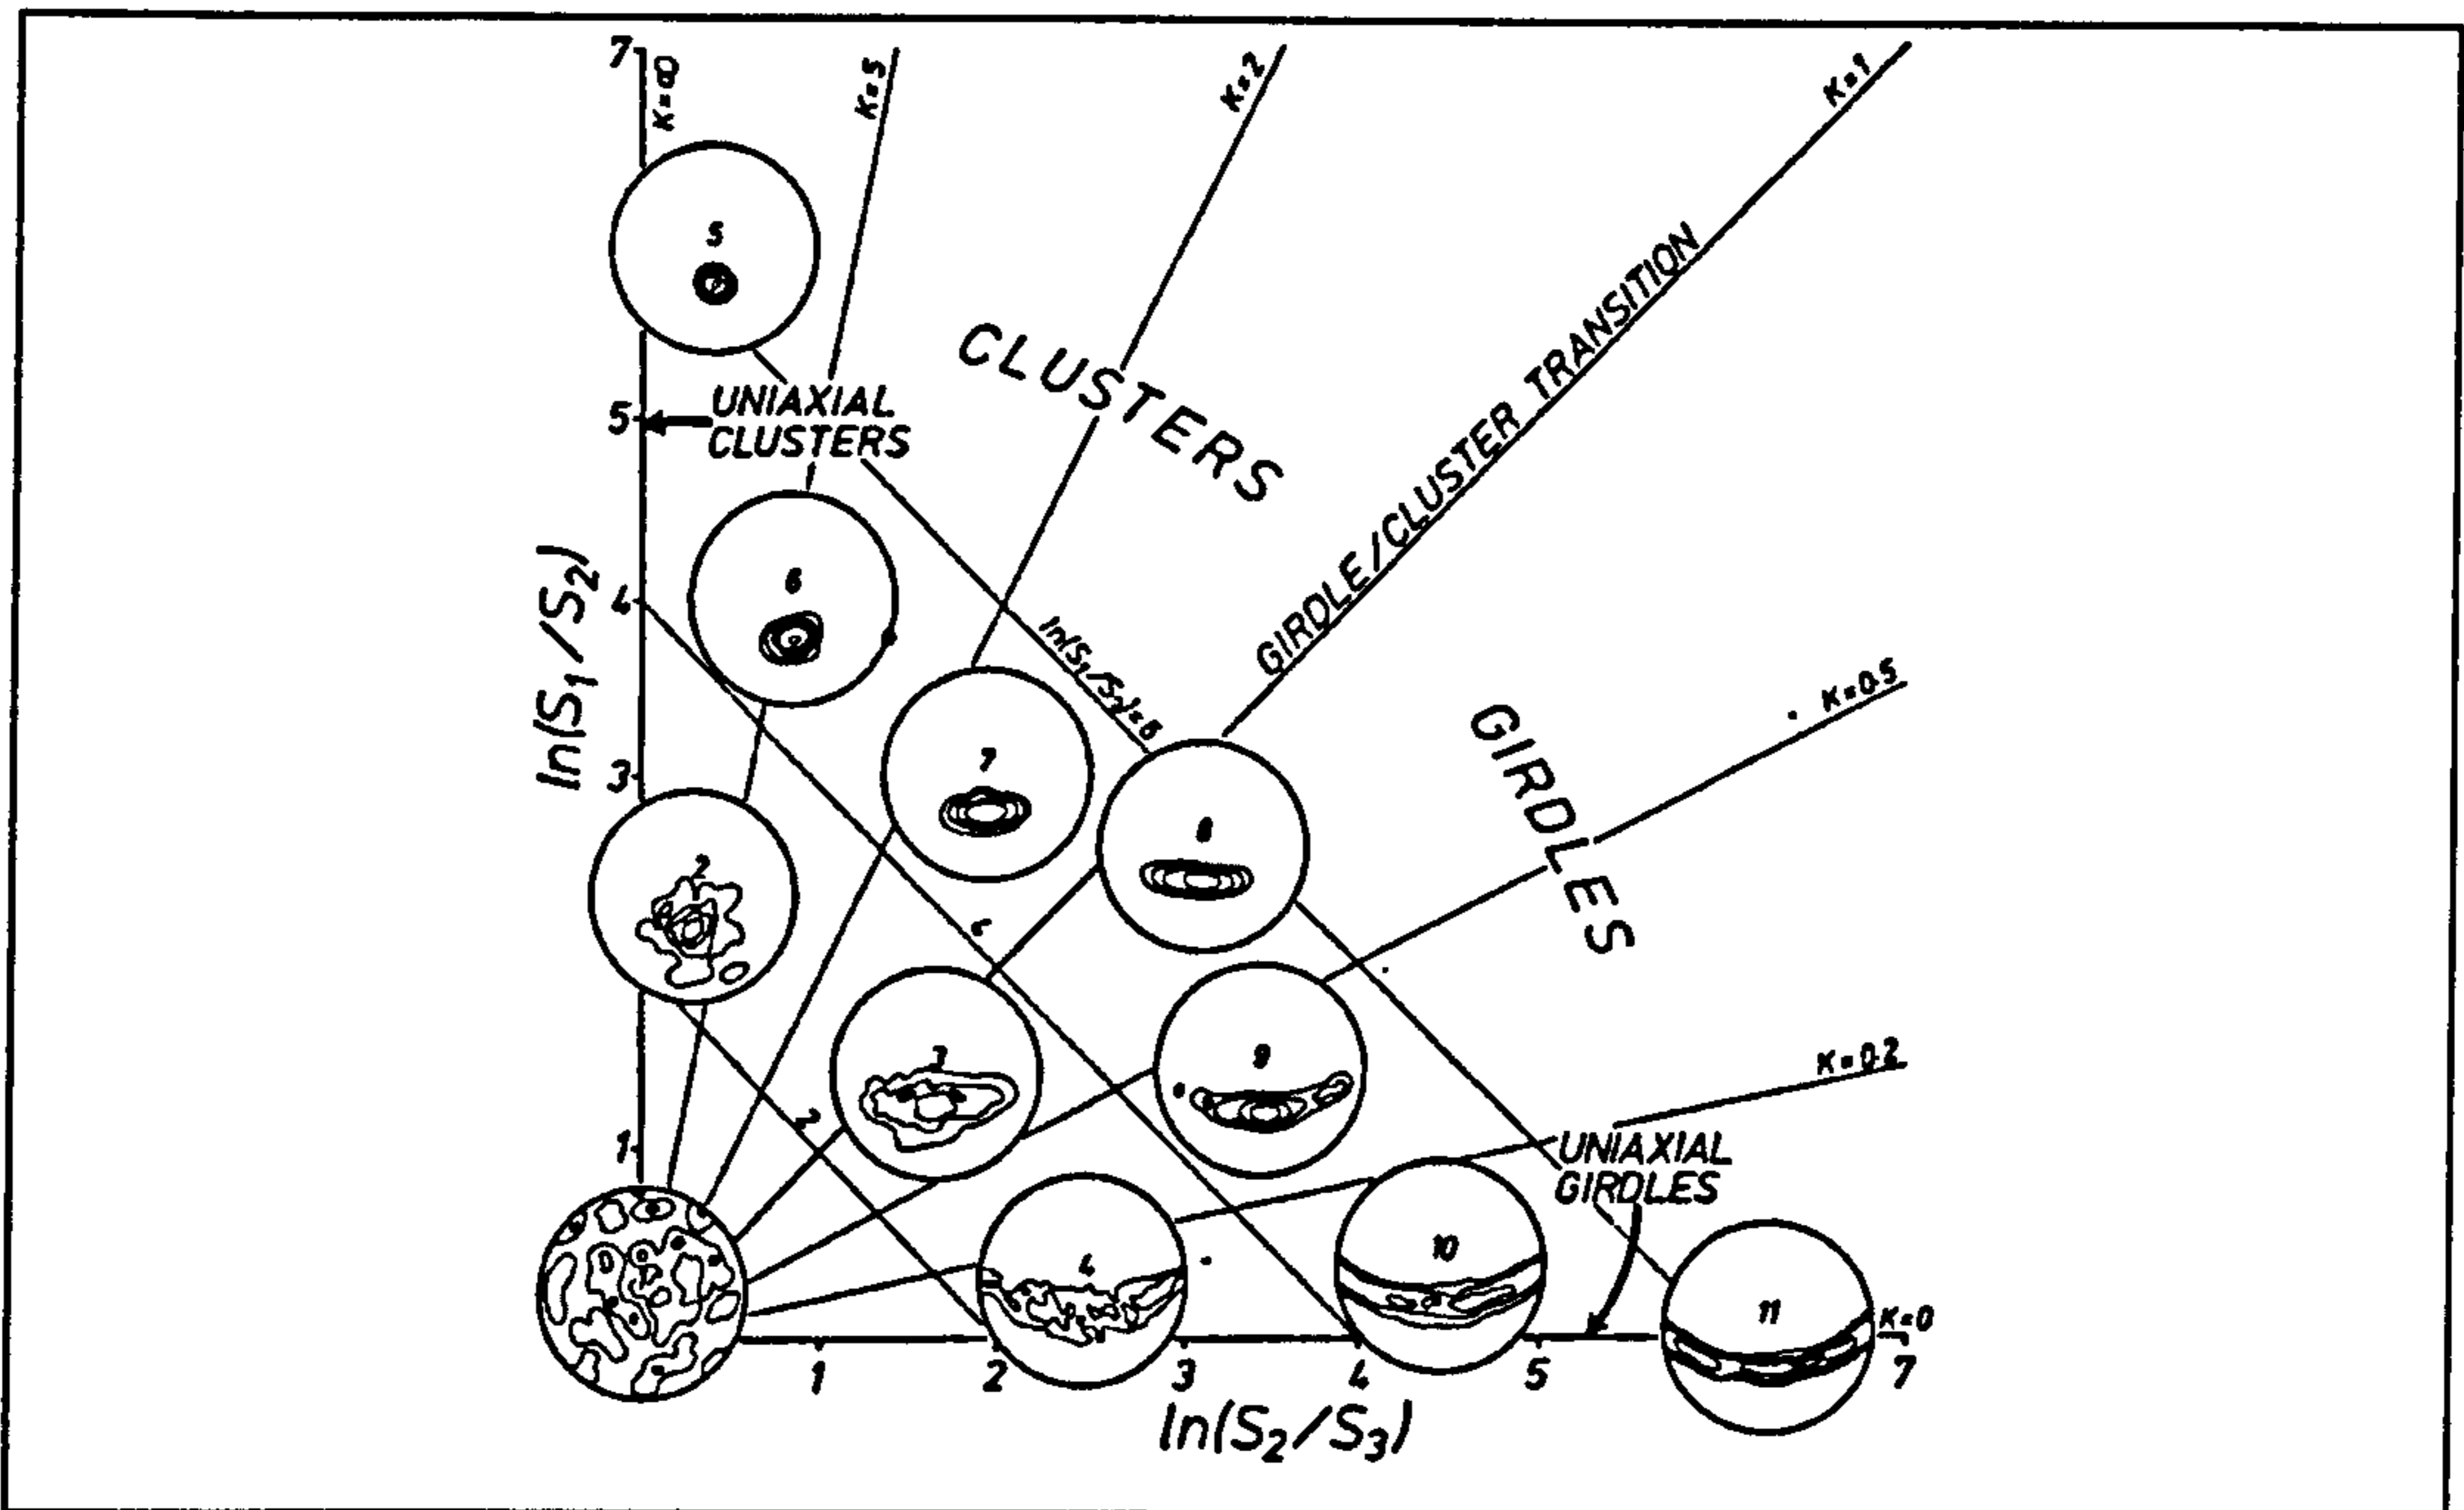 7
K=∞
K=5
K=2
K=1
5
UNIAXIAL
CLUSTERS
5
CLUSTERS
GIRDLE/CLUSTER TRANSITION
6
ln(S1/S2)
4
ln(S1/S3)=6
K=0.5
3
7
GIRDLES
8
2
4
3
9
K=0.2
1
2
UNIAXIAL
GIRDLES
0
4
10
11
K=0
1
2
3
4
5
7
ln(S2/S3)